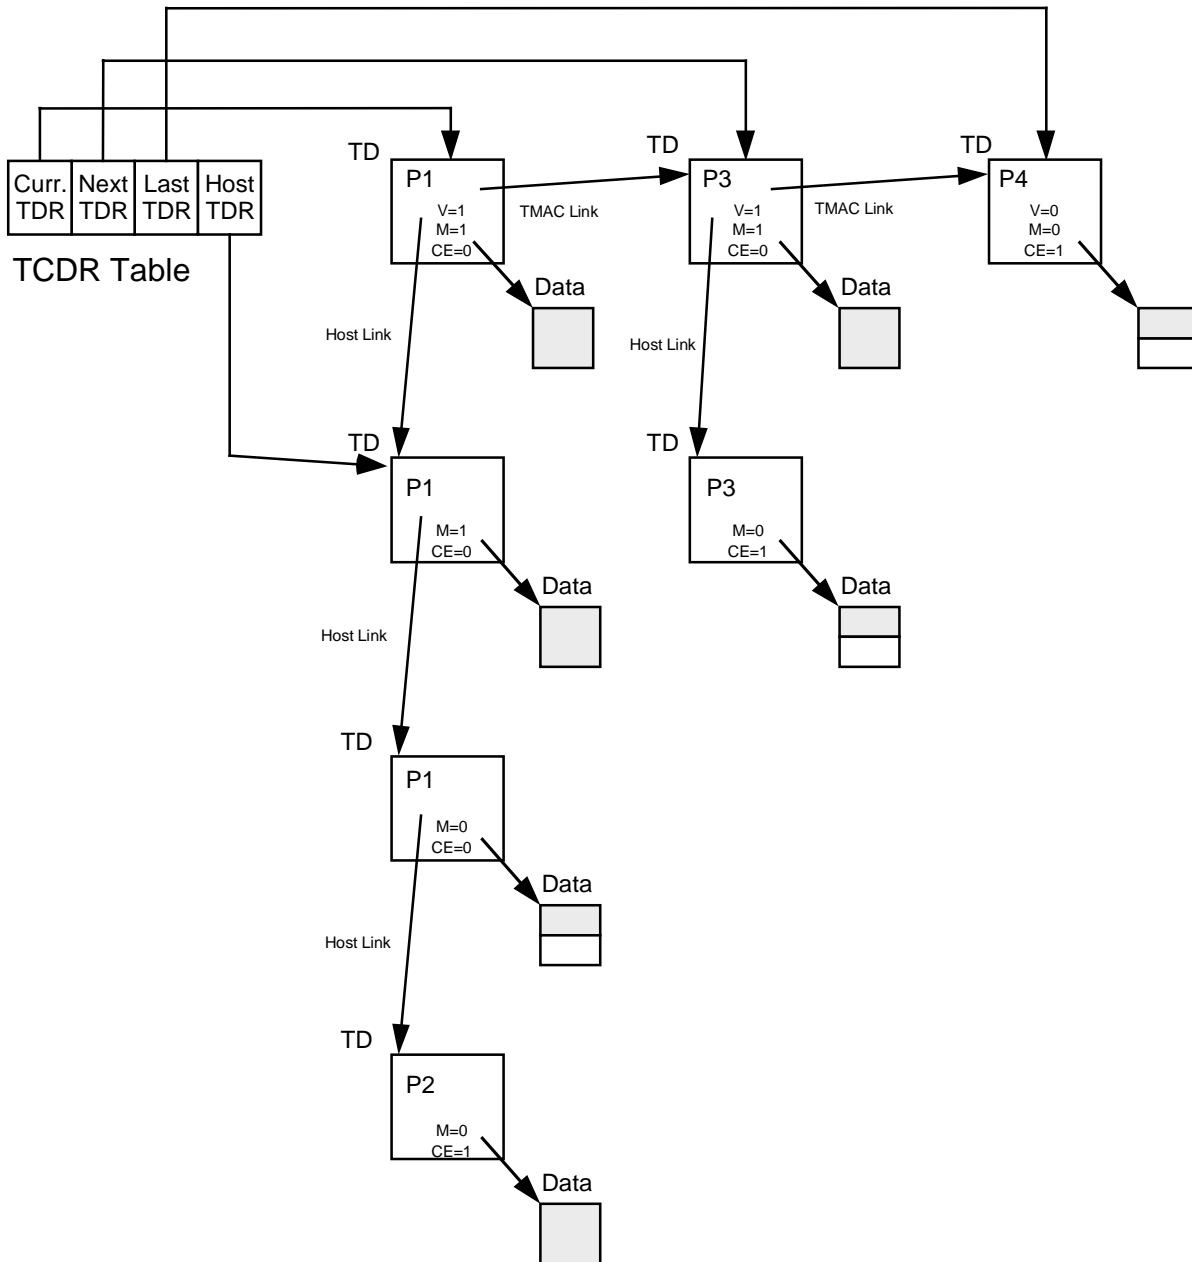 TD
TD
TD
Curr. Next Last Host
TDR TDR TDR TDR
P1
P3
P4
V=1
M=1
CE=0
TMAC Link
V=1
M=1
CE=0
TMAC Link
V=0
M=0
CE=1
TCDR Table
Data
Data
Host Link
Host Link
TD
TD
P1
P3
M=1
CE=0
M=0
CE=1
Data
Data
Host Link
TD
P1
M=0
CE=0
Data
Host Link
TD
P2
M=0
CE=1
Data